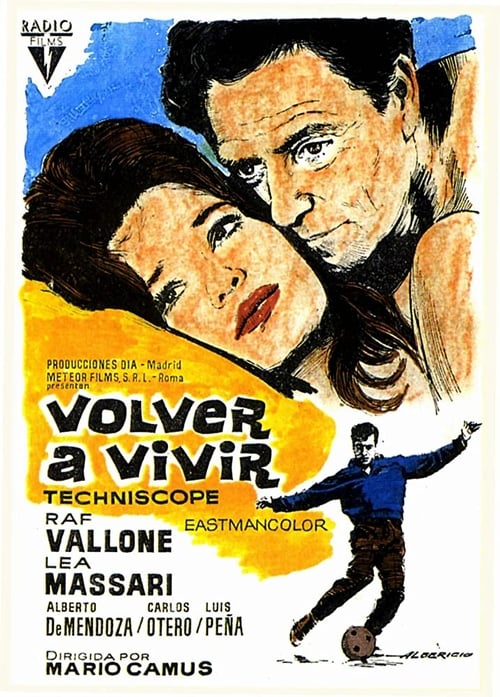 RADIO
FILMS
PRODUCCIONES DIA - Madrid
METEOR FILMS, S.R.L. - Roma
presentan
VOLVER
a VIVIR
TECHNISCOPE
EASTMANCOLOR
RAF
VALLONE
LEA
MASSARI
ALBERTO CARLOS LUIS
DeMENDOZA / OTERO / PEÑA
DIRIGIDA POR
MARIO CAMUS
ALBERICIO